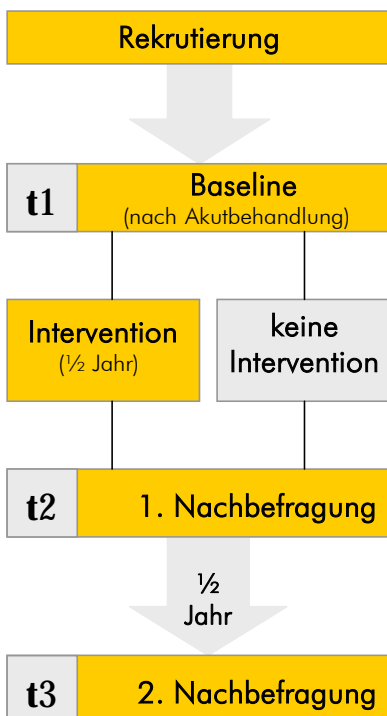 Rekrutierung
t1
Baseline
(nach Akutbehandlung)
Intervention
(½ Jahr)
keine
Intervention
t2
1. Nachbefragung
½
Jahr
t3
2. Nachbefragung